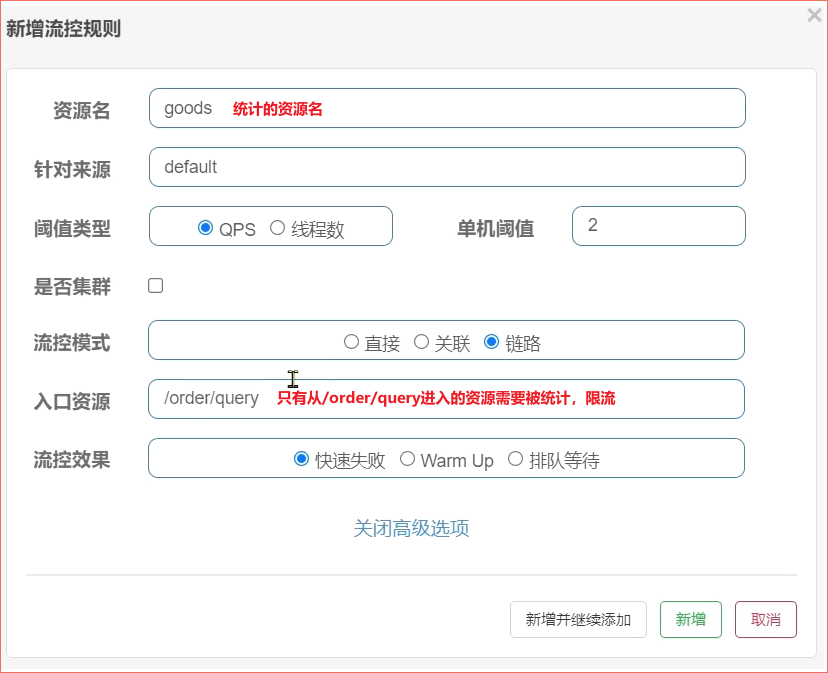 新增流控规则
资源名 goods 统计的资源名
针对来源 default
阈值类型 QPS 线程数 单机阈值 2
是否集群
流控模式 直接 关联 链路
入口资源 /order/query 只有从/order/query进入的资源需要被统计，限流
流控效果 快速失败 Warm Up 排队等待
关闭高级选项
新增并继续添加 新增 取消